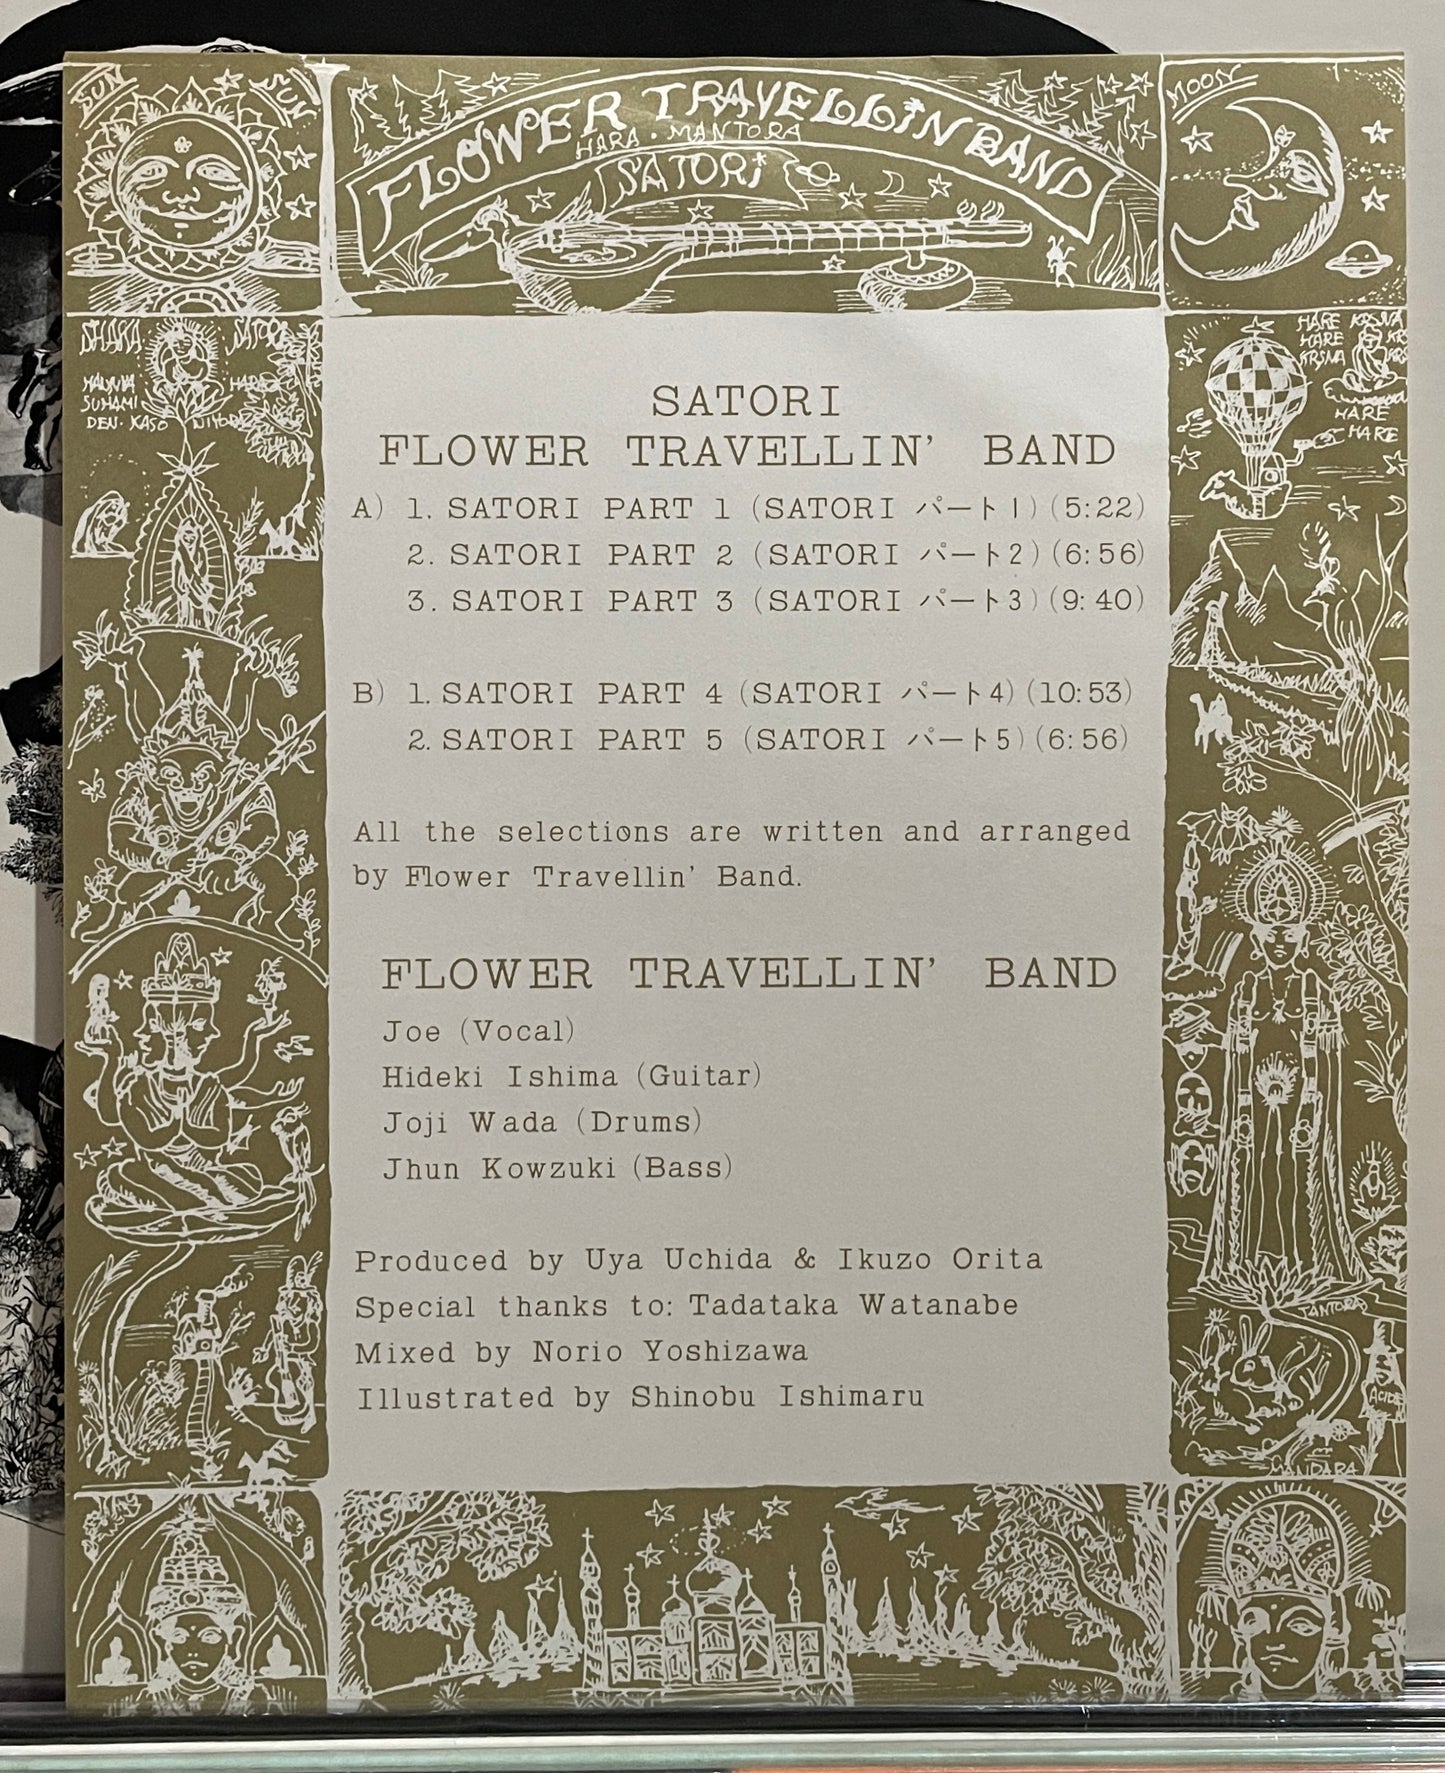 SUN
SUN
FLOWER TRAVELLiN BAND
HARA · MANTORA
SATORi
MOON
SATORI
FLOWER TRAVELLIN' BAND
A) 1. SATORI PART 1 (SATORI パート1) (5:22)
2. SATORI PART 2 (SATORI パート2) (6:56)
3. SATORI PART 3 (SATORI パート3) (9:40)
B) 1. SATORI PART 4 (SATORI パート4) (10:53)
2. SATORI PART 5 (SATORI パート5) (6:56)
All the selections are written and arranged
by Flower Travellin' Band.
FLOWER TRAVELLIN' BAND
Joe (Vocal)
Hideki Ishima (Guitar)
Joji Wada (Drums)
Jhun Kowzuki (Bass)
Produced by Uya Uchida & Ikuzo Orita
Special thanks to: Tadataka Watanabe
Mixed by Norio Yoshizawa
Illustrated by Shinobu Ishimaru
HARE KRSNA
HARE
KRSNA
HARE
HARE
TANTORA
ACIDE
MANDARA